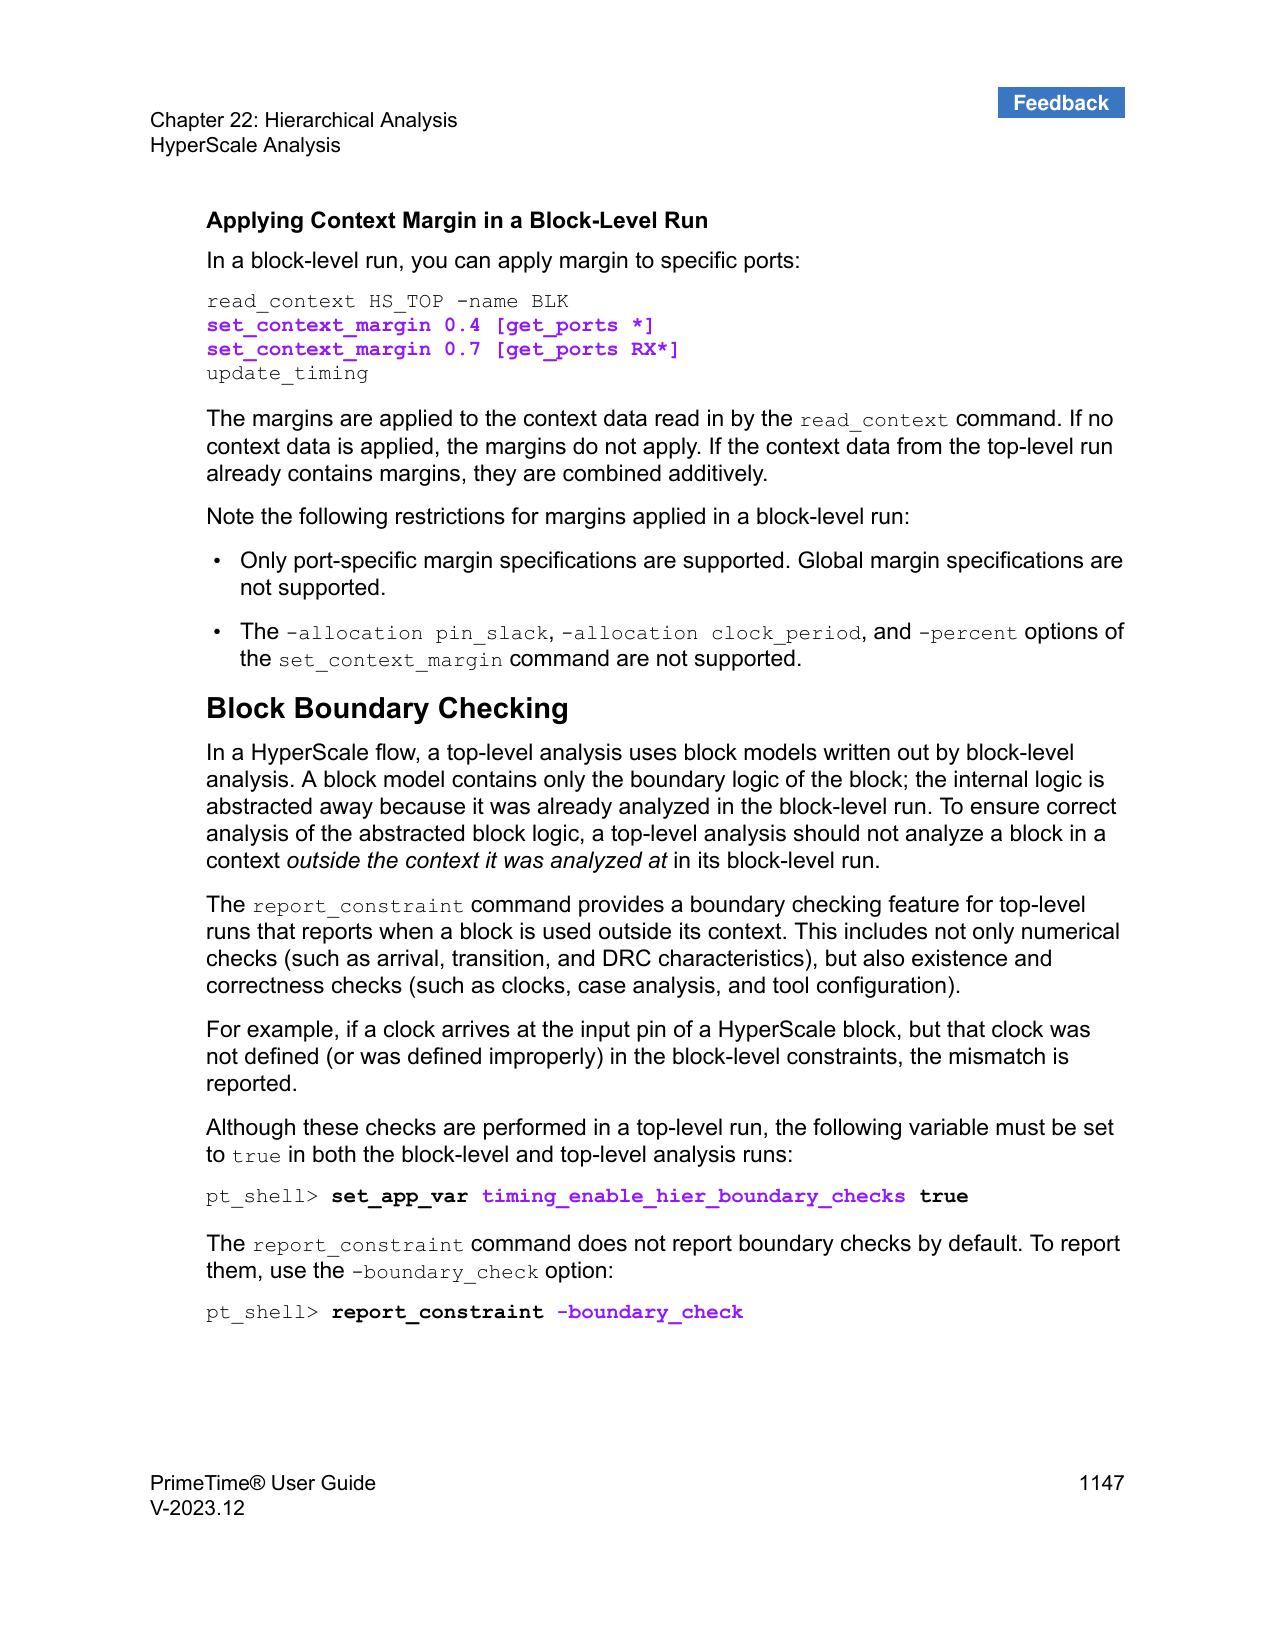 Feedback
Chapter 22: Hierarchical Analysis
HyperScale Analysis
Applying Context Margin in a Block-Level Run
In a block-level run, you can apply margin to specific ports:
read_context HS_TOP -name BLK
set_context_margin 0.4 [get_ports *]
set_context_margin 0.7 [get_ports RX*]
update_timing
The margins are applied to the context data read in by the read_context command. If no
context data is applied, the margins do not apply. If the context data from the top-level run
already contains margins, they are combined additively.
Note the following restrictions for margins applied in a block-level run:
• Only port-specific margin specifications are supported. Global margin specifications are
not supported.
• The -allocation pin_slack, -allocation clock_period, and -percent options of
the set_context_margin command are not supported.
Block Boundary Checking
In a HyperScale flow, a top-level analysis uses block models written out by block-level
analysis. A block model contains only the boundary logic of the block; the internal logic is
abstracted away because it was already analyzed in the block-level run. To ensure correct
analysis of the abstracted block logic, a top-level analysis should not analyze a block in a
context outside the context it was analyzed at in its block-level run.
The report_constraint command provides a boundary checking feature for top-level
runs that reports when a block is used outside its context. This includes not only numerical
checks (such as arrival, transition, and DRC characteristics), but also existence and
correctness checks (such as clocks, case analysis, and tool configuration).
For example, if a clock arrives at the input pin of a HyperScale block, but that clock was
not defined (or was defined improperly) in the block-level constraints, the mismatch is
reported.
Although these checks are performed in a top-level run, the following variable must be set
to true in both the block-level and top-level analysis runs:
pt_shell> set_app_var timing_enable_hier_boundary_checks true
The report_constraint command does not report boundary checks by default. To report
them, use the -boundary_check option:
pt_shell> report_constraint -boundary_check
PrimeTime® User Guide
V-2023.12
1147